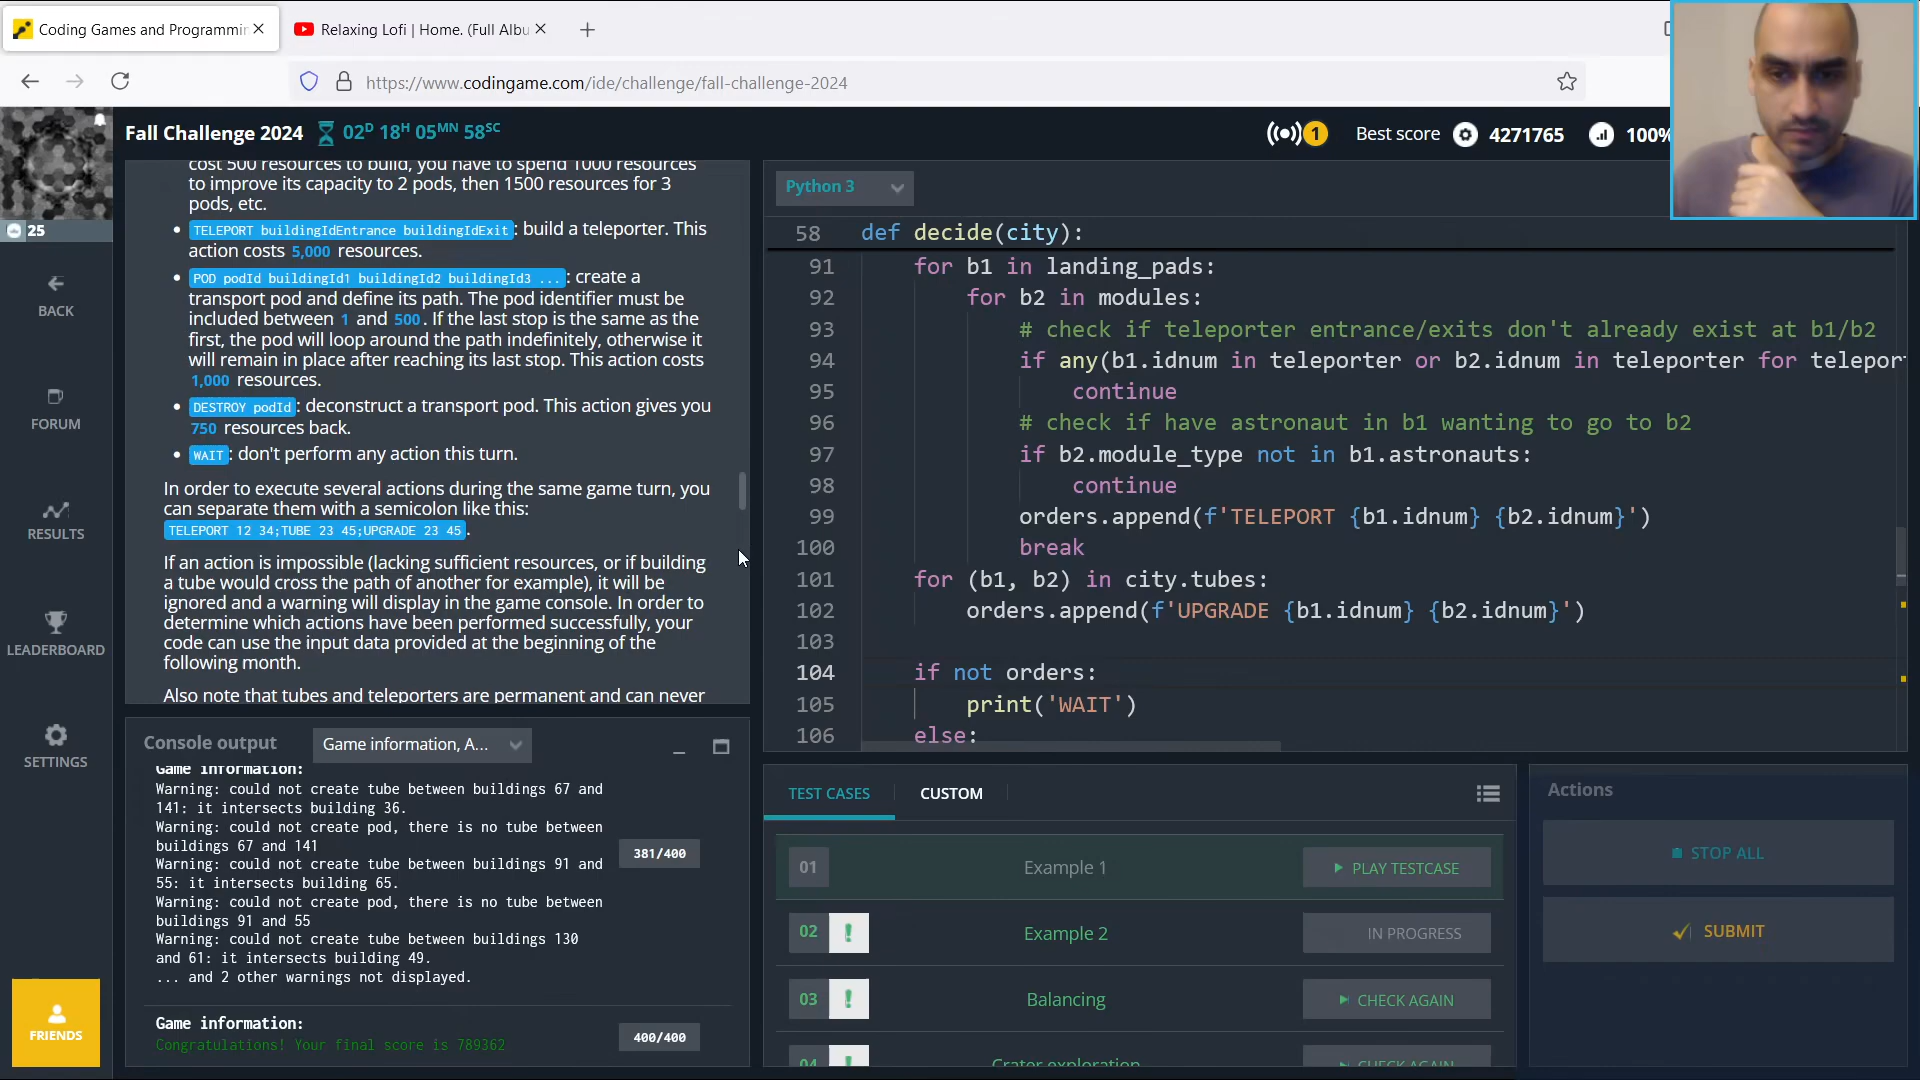 Coding Games and Programmin
Relaxing Lofi | Home. (Full Albu
https://www.codingame.com/ide/challenge/fall-challenge-2024
Fall Challenge 2024
02D 18H 05MN 58SC
1
Best score
4271765
100%
25
BACK
FORUM
RESULTS
LEADERBOARD
SETTINGS
FRIENDS
cost 500 resources to build, you have to spend 1000 resources
to improve its capacity to 2 pods, then 1500 resources for 3
pods, etc.
TELEPORT buildingIdEntrance buildingIdExit : build a teleporter. This
action costs 5,000 resources.
POD podId buildingId1 buildingId2 buildingId3 ... : create a
transport pod and define its path. The pod identifier must be
included between 1 and 500. If the last stop is the same as the
first, the pod will loop around the path indefinitely, otherwise it
will remain in place after reaching its last stop. This action costs
1,000 resources.
DESTROY podId : deconstruct a transport pod. This action gives you
750 resources back.
WAIT : don't perform any action this turn.
In order to execute several actions during the same game turn, you
can separate them with a semicolon like this:
TELEPORT 12 34;TUBE 23 45;UPGRADE 23 45 .
If an action is impossible (lacking sufficient resources, or if building
a tube would cross the path of another for example), it will be
ignored and a warning will display in the game console. In order to
determine which actions have been performed successfully, your
code can use the input data provided at the beginning of the
following month.
Also note that tubes and teleporters are permanent and can never
Console output
Game information, A...
Game information:
Warning: could not create tube between buildings 67 and
141: it intersects building 36.
Warning: could not create pod, there is no tube between
buildings 67 and 141
Warning: could not create tube between buildings 91 and
55: it intersects building 65.
Warning: could not create pod, there is no tube between
buildings 91 and 55
Warning: could not create tube between buildings 130
and 61: it intersects building 49.
... and 2 other warnings not displayed.
381/400
Game information:
Congratulations! Your final score is 789362
400/400
Python 3
58 def decide(city):
91 for b1 in landing_pads:
92 for b2 in modules:
93 # check if teleporter entrance/exits don't already exist at b1/b2
94 if any(b1.idnum in teleporter or b2.idnum in teleporter for telepor
95 continue
96 # check if have astronaut in b1 wanting to go to b2
97 if b2.module_type not in b1.astronauts:
98 continue
99 orders.append(f'TELEPORT {b1.idnum} {b2.idnum}')
100 break
101 for (b1, b2) in city.tubes:
102 orders.append(f'UPGRADE {b1.idnum} {b2.idnum}')
103
104 if not orders:
105 print('WAIT')
106 else:
TEST CASES
CUSTOM
01 Example 1 PLAY TESTCASE
02 ! Example 2 IN PROGRESS
03 ! Balancing CHECK AGAIN
04 ! Crater exploration CHECK AGAIN
Actions
STOP ALL
SUBMIT